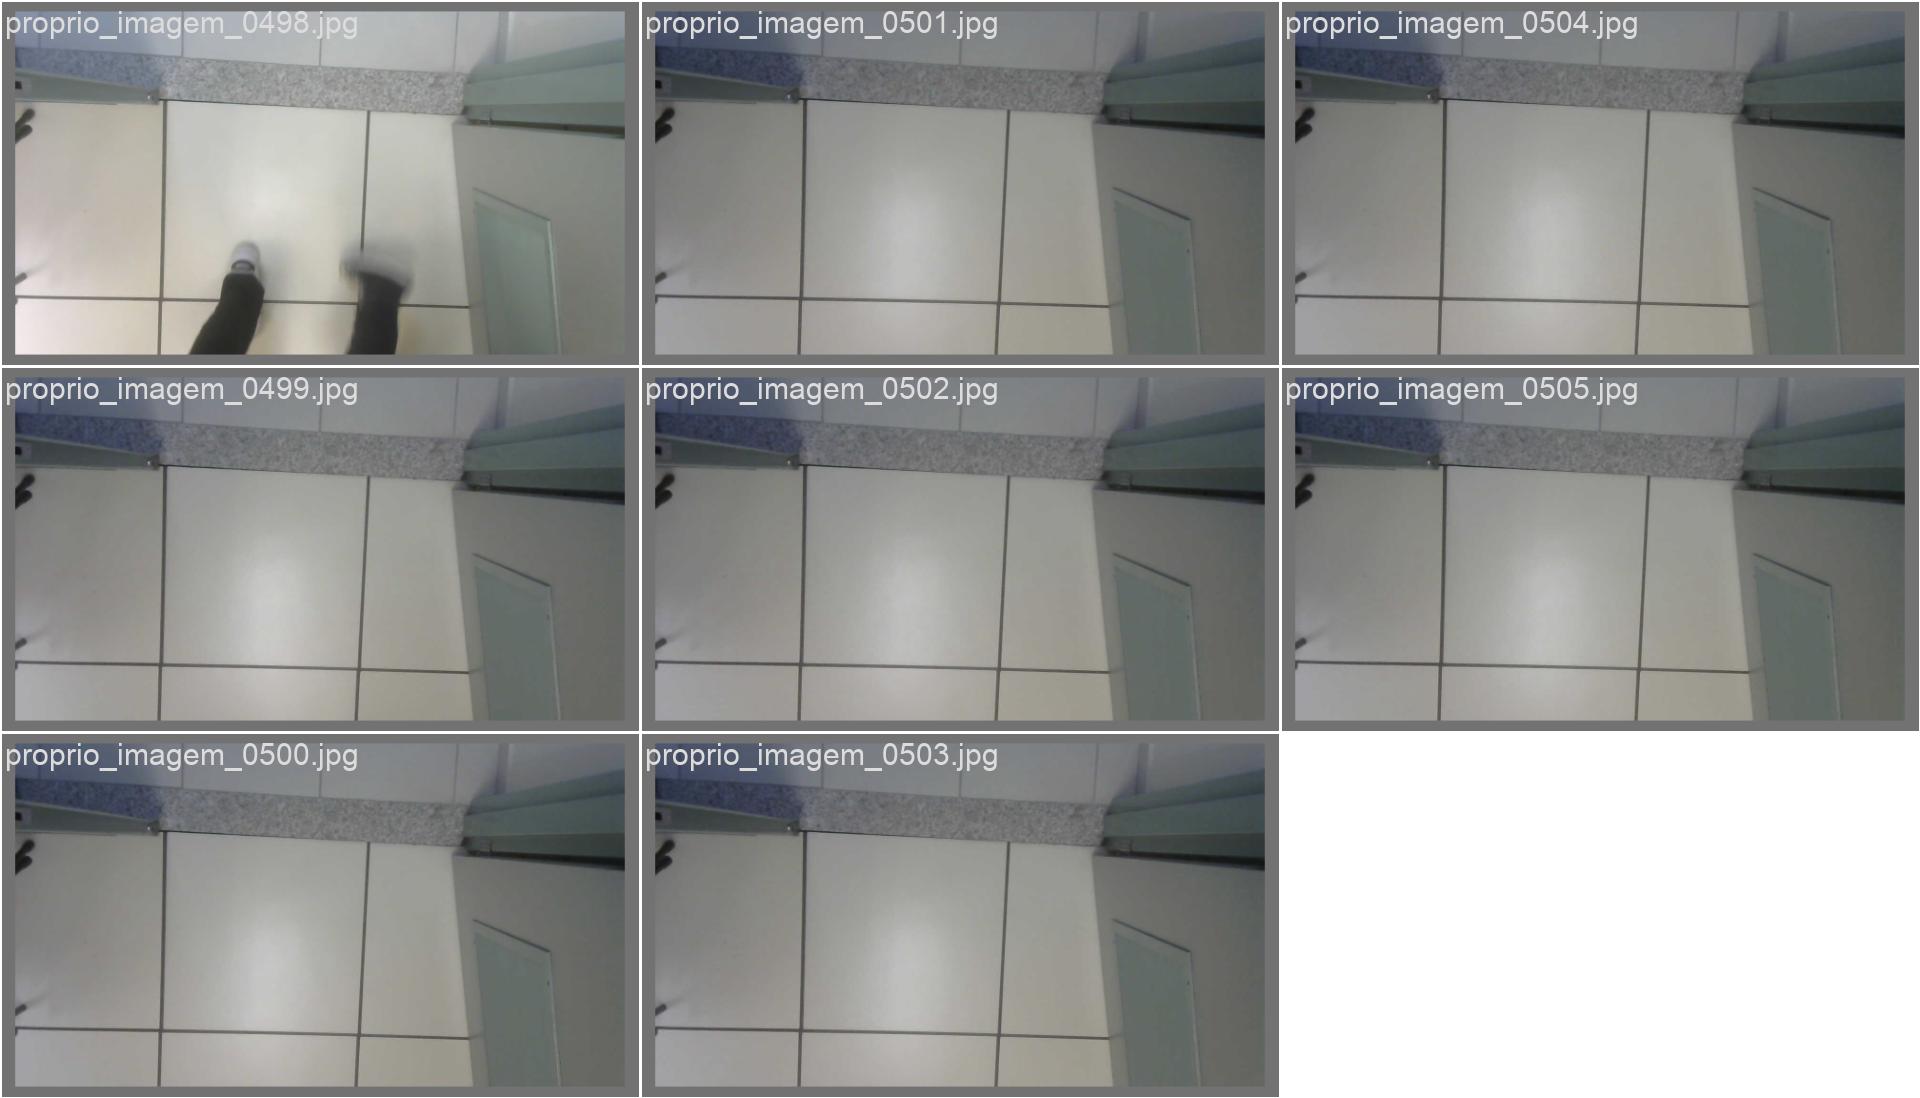 proprio_imagem_0498.jpg
proprio_imagem_0501.jpg
proprio_imagem_0504.jpg
proprio_imagem_0499.jpg
proprio_imagem_0502.jpg
proprio_imagem_0505.jpg
proprio_imagem_0500.jpg
proprio_imagem_0503.jpg